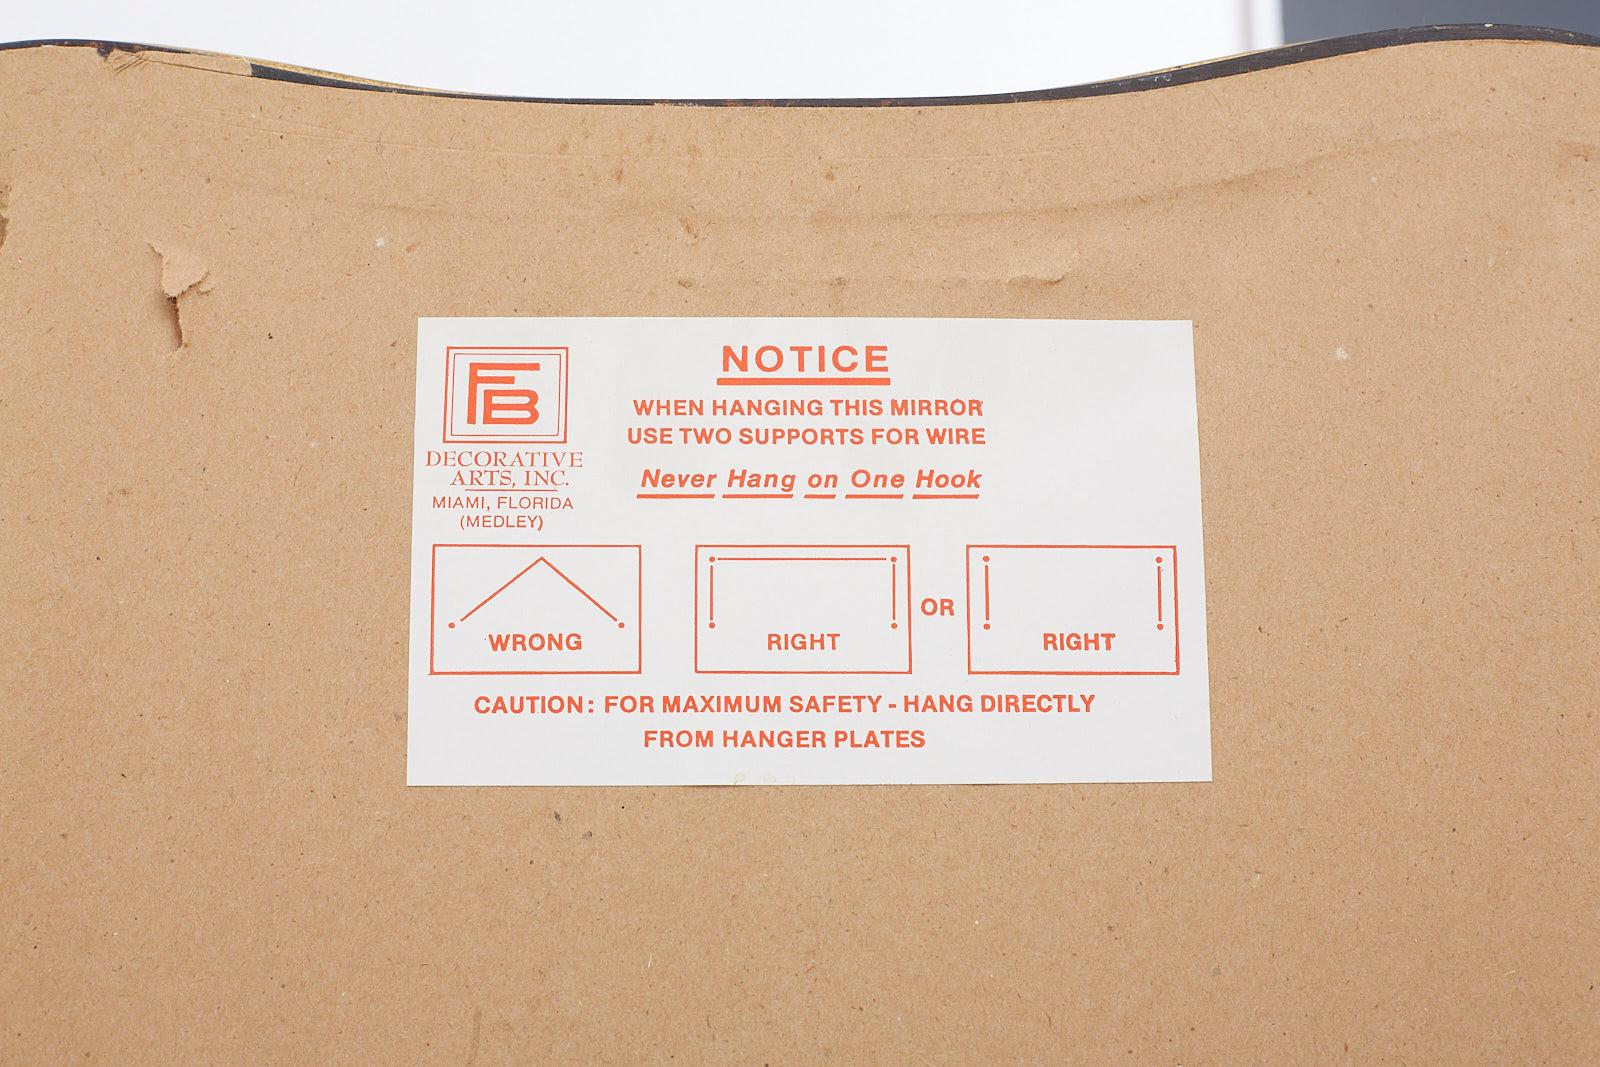 FB
DECORATIVE
ARTS, INC.
MIAMI, FLORIDA
(MEDLEY)
NOTICE
WHEN HANGING THIS MIRROR
USE TWO SUPPORTS FOR WIRE
Never Hang on One Hook
WRONG
RIGHT
OR
RIGHT
CAUTION: FOR MAXIMUM SAFETY - HANG DIRECTLY
FROM HANGER PLATES